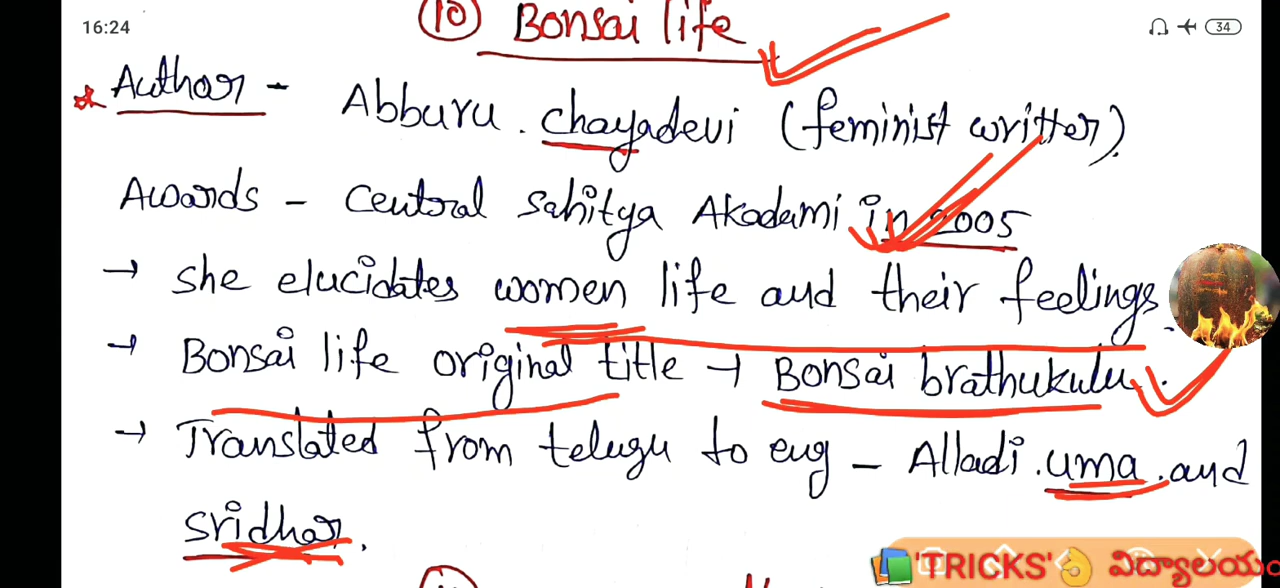 16:24
34
10 Bonsai life
* Author - Abburu. chayadevi (feminist writter).
Awards - Central Sahitya Akadami in 2005
→ she elucidates women life and their feelings.
→ Bonsai life original title → Bonsai brathukulu.
→ Translated from telugu to eng - Alladi.uma.and
sridhar.
'TRICKS' విద్యాలయం